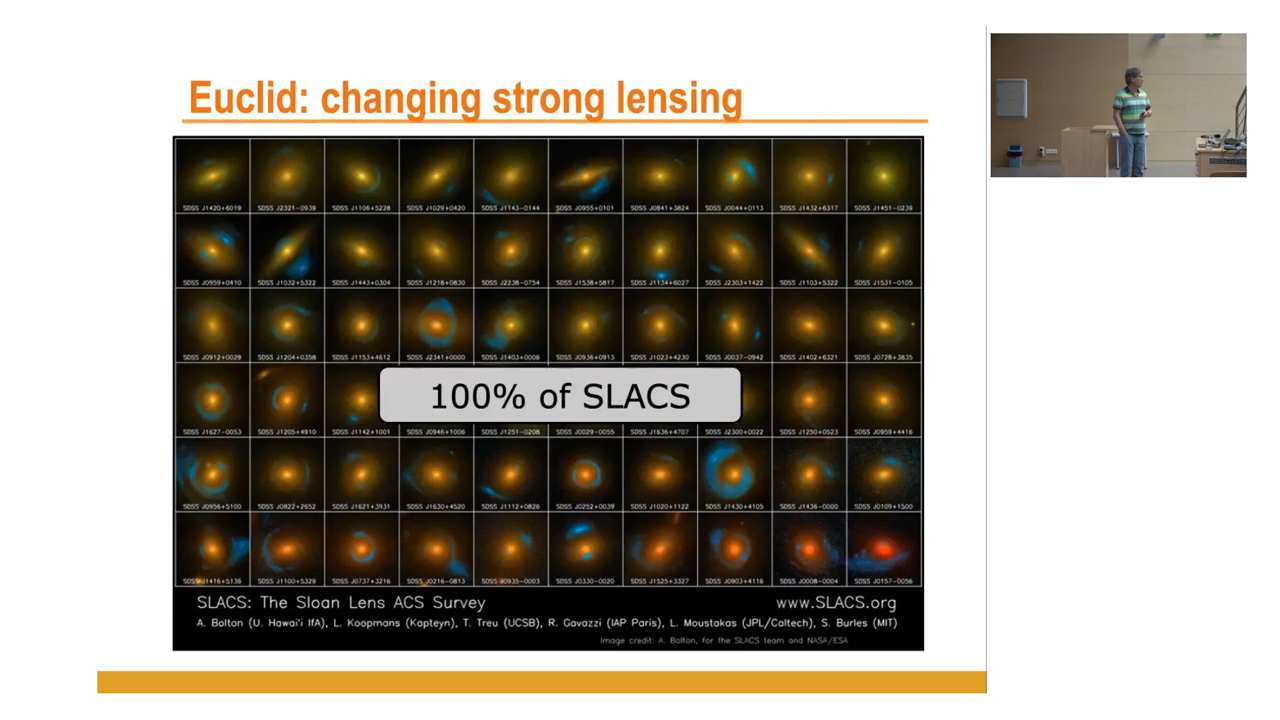 Euclid: changing strong lensing
SDSS J1420+6019 SDSS J2321-0939 SDSS J1106+5228 SDSS J1029+0420 SDSS J1143-0144 SDSS J0955+0101 SDSS J0841+3824 SDSS J0044+0113 SDSS J1432+6317 SDSS J1451-0239
SDSS J0959+0410 SDSS J1032+5322 SDSS J1443+0304 SDSS J1218+0830 SDSS J2238-0754 SDSS J1538+5817 SDSS J1134+6027 SDSS J2303+1422 SDSS J1103+5322 SDSS J1531-0105
SDSS J0912+0029 SDSS J1204+0358 SDSS J1153+4612 SDSS J2341+0000 SDSS J1403+0006 SDSS J0936+0913 SDSS J1023+4230 SDSS J0037-0942 SDSS J1402+6321 SDSS J0728+3835
100% of SLACS
SDSS J1627-0053 SDSS J1205+4910 SDSS J1142+1001 SDSS J0946+1006 SDSS J1251-0208 SDSS J0029-0055 SDSS J1636+4707 SDSS J2300+0022 SDSS J1250+0523 SDSS J0959+4416
SDSS J0956+5100 SDSS J0822+2652 SDSS J1621+3931 SDSS J1630+4520 SDSS J1112+0826 SDSS J0252+0039 SDSS J1020+1122 SDSS J1430+4105 SDSS J1436-0000 SDSS J0109+1500
SDSS J1416+5136 SDSS J1100+5329 SDSS J0737+3216 SDSS J0216-0813 SDSS J0935-0003 SDSS J0330-0020 SDSS J1525+3327 SDSS J0903+4116 SDSS J0008-0004 SDSS J0157-0056
SLACS: The Sloan Lens ACS Survey www.SLACS.org
A. Bolton (U. Hawai'i IfA), L. Koopmans (Kapteyn), T. Treu (UCSB), R. Gavazzi (IAP Paris), L. Moustakas (JPL/Caltech), S. Burles (MIT)
Image credit: A. Bolton, for the SLACS team and NASA/ESA